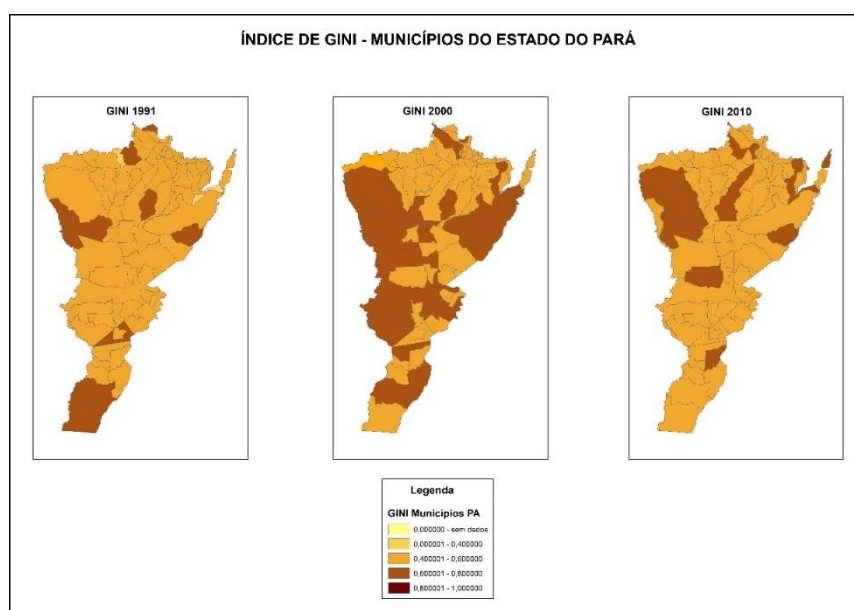 ÍNDICE DE GINI - MUNICÍPIOS DO ESTADO DO PARÁ
GINI 1991
GINI 2000
GINI 2010
Legenda
GINI Municipios PA
0,000000 - sem dados
0,000001 - 0,400000
0,400001 - 0,600000
0,600001 - 0,800000
0,800001 - 1,000000